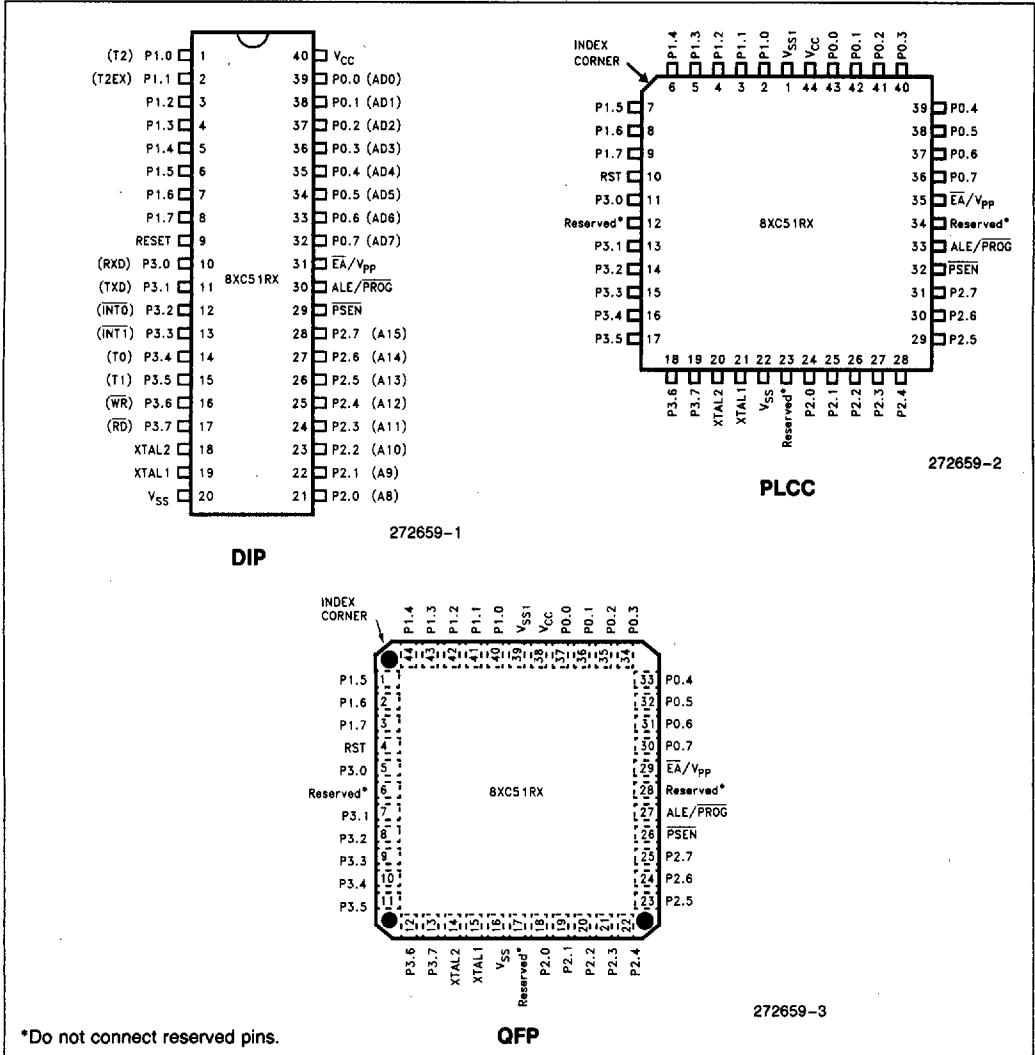 (T2) P1.0 1 40 VCC
(T2EX) P1.1 2 39 P0.0 (AD0)
P1.2 3 38 P0.1 (AD1)
P1.3 4 37 P0.2 (AD2)
P1.4 5 36 P0.3 (AD3)
P1.5 6 35 P0.4 (AD4)
P1.6 7 34 P0.5 (AD5)
P1.7 8 33 P0.6 (AD6)
RESET 9 32 P0.7 (AD7)
(RXD) P3.0 10 31 E̅A̅/VPP
(TXD) P3.1 11 8XC51RX 30 ALE/P̅R̅O̅G̅
(I̅N̅T̅0̅) P3.2 12 29 P̅S̅E̅N̅
(I̅N̅T̅1̅) P3.3 13 28 P2.7 (A15)
(T0) P3.4 14 27 P2.6 (A14)
(T1) P3.5 15 26 P2.5 (A13)
(W̅R̅) P3.6 16 25 P2.4 (A12)
(R̅D̅) P3.7 17 24 P2.3 (A11)
XTAL2 18 23 P2.2 (A10)
XTAL1 19 22 P2.1 (A9)
VSS 20 21 P2.0 (A8)
272659-1
DIP
INDEX
CORNER
P1.4 P1.3 P1.2 P1.1 P1.0 VSS1 VCC P0.0 P0.1 P0.2 P0.3
6 5 4 3 2 1 44 43 42 41 40
P1.5 7 39 P0.4
P1.6 8 38 P0.5
P1.7 9 37 P0.6
RST 10 36 P0.7
P3.0 11 35 E̅A̅/VPP
Reserved* 12 8XC51RX 34 Reserved*
P3.1 13 33 ALE/P̅R̅O̅G̅
P3.2 14 32 P̅S̅E̅N̅
P3.3 15 31 P2.7
P3.4 16 30 P2.6
P3.5 17 29 P2.5
18 19 20 21 22 23 24 25 26 27 28
P3.6 P3.7 XTAL2 XTAL1 VSS Reserved* P2.0 P2.1 P2.2 P2.3 P2.4
272659-2
PLCC
INDEX
CORNER
P1.4 P1.3 P1.2 P1.1 P1.0 VSS1 VCC P0.0 P0.1 P0.2 P0.3
44 43 42 41 40 39 38 37 36 35 34
P1.5 1 33 P0.4
P1.6 2 32 P0.5
P1.7 3 31 P0.6
RST 4 30 P0.7
P3.0 5 29 E̅A̅/VPP
Reserved* 6 8XC51RX 28 Reserved*
P3.1 7 27 ALE/P̅R̅O̅G̅
P3.2 8 26 P̅S̅E̅N̅
P3.3 9 25 P2.7
P3.4 10 24 P2.6
P3.5 11 23 P2.5
12 13 14 15 16 17 18 19 20 21 22
P3.6 P3.7 XTAL2 XTAL1 VSS Reserved* P2.0 P2.1 P2.2 P2.3 P2.4
272659-3
*Do not connect reserved pins.
QFP